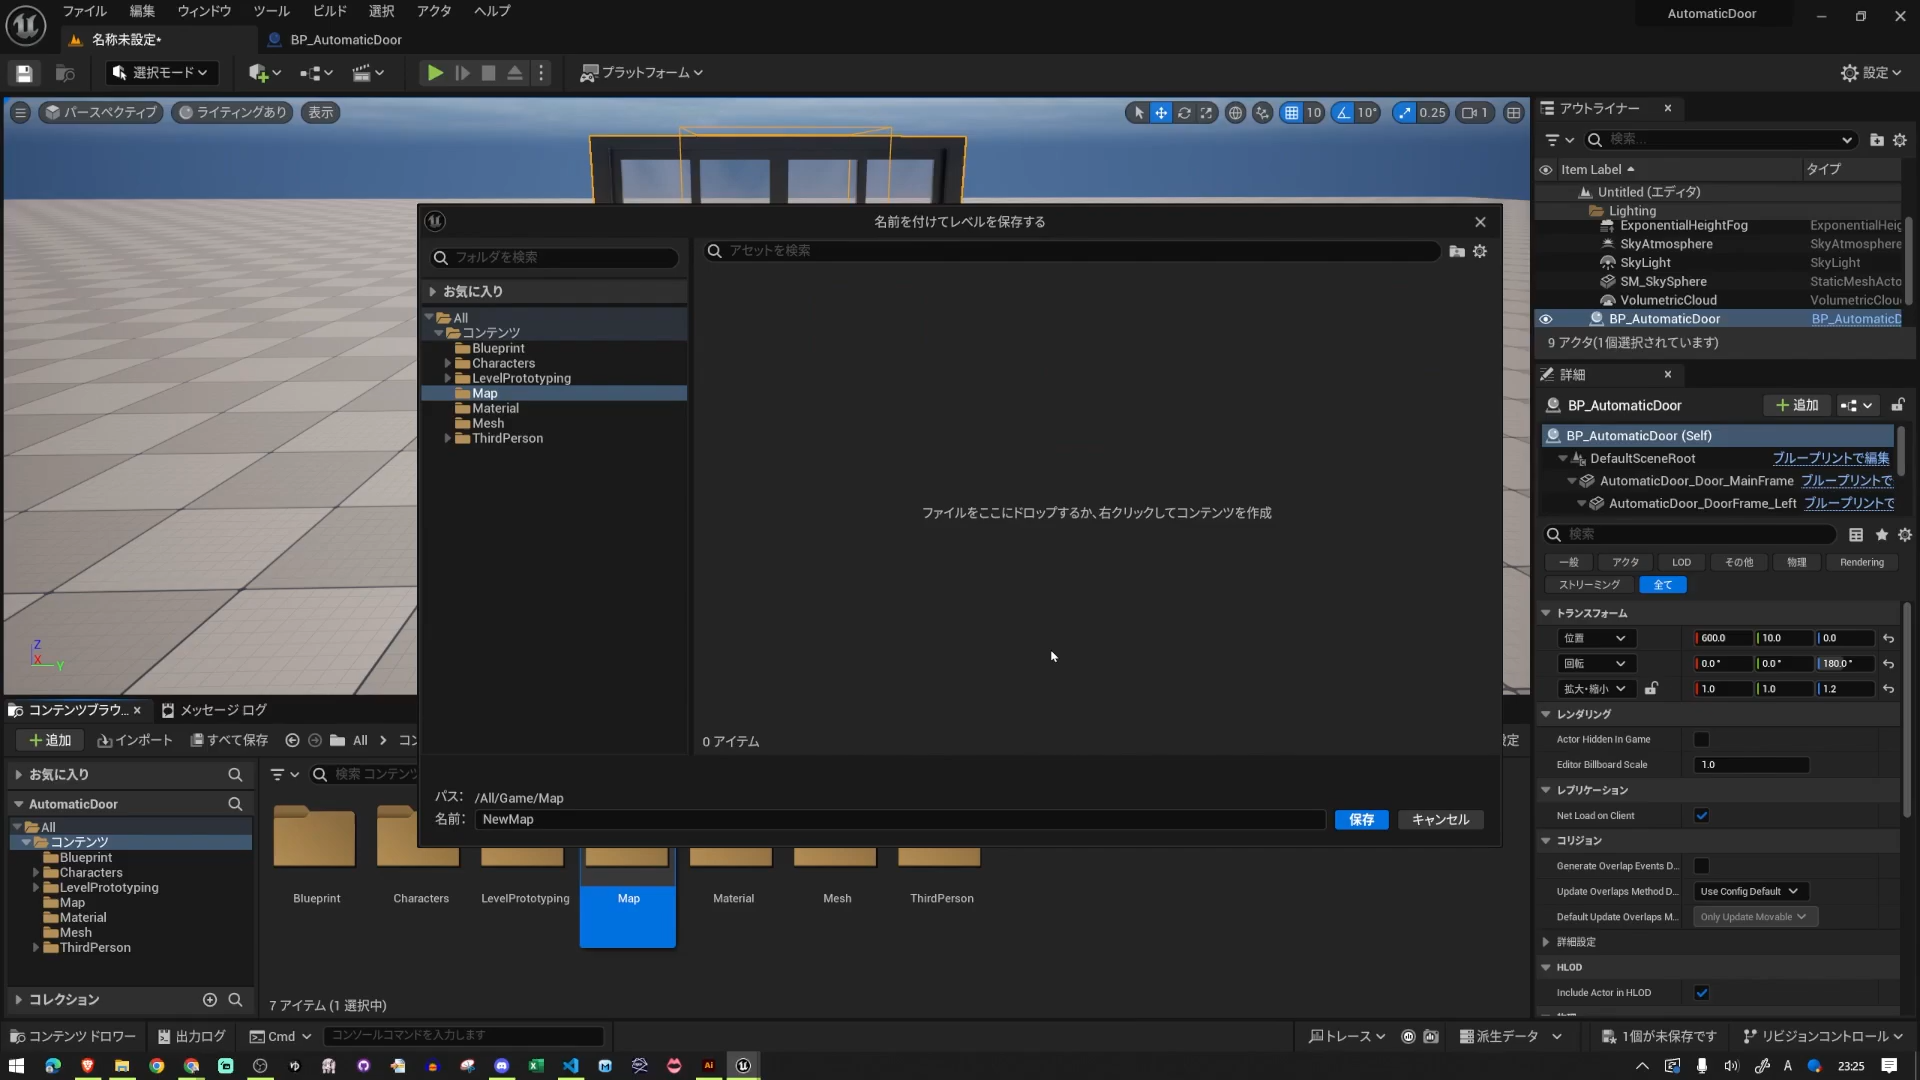 ファイル 編集 ウィンドウ ツール ビルド 選択 アクタ ヘルプ
AutomaticDoor
名称未設定•
BP_AutomaticDoor
選択モード
プラットフォーム
設定
パースペクティブ
ライティングあり
表示
10
10°
0.25
1
アウトライナー
検索...
Item Label
タイプ
Untitled (エディタ)
Lighting
ExponentialHeightFog ExponentialHeig
SkyAtmosphere SkyAtmosphere
SkyLight SkyLight
SM_SkySphere StaticMeshActo
VolumetricCloud VolumetricClou
BP_AutomaticDoor BP_AutomaticD
9 アクタ(1個選択されています)
名前を付けてレベルを保存する
フォルダを検索
アセットを検索
お気に入り
All
コンテンツ
Blueprint
Characters
LevelPrototyping
Map
Material
Mesh
ThirdPerson
ファイルをここにドロップするか、右クリックしてコンテンツを作成
0 アイテム
パス: /All/Game/Map
名前: NewMap
保存
キャンセル
詳細
BP_AutomaticDoor
追加
BP_AutomaticDoor (Self)
DefaultSceneRoot ブループリントで編集
AutomaticDoor_Door_MainFrame ブループリントで
AutomaticDoor_DoorFrame_Left ブループリントで
検索
一般 アクタ LOD その他 物理 Rendering
ストリーミング 全て
トランスフォーム
位置 600.0 10.0 0.0
回転 0.0° 0.0° 180.0°
拡大・縮小 1.0 1.0 1.2
レンダリング
Actor Hidden In Game
Editor Billboard Scale 1.0
レプリケーション
Net Load on Client
コリジョン
Generate Overlap Events D...
Update Overlaps Method D... Use Config Default
Default Update Overlaps M... Only Update Movable
詳細設定
HLOD
Include Actor in HLOD
Z
X
Y
コンテンツブラウ...
メッセージ ログ
追加
インポート
すべて保存
All
コン
定
お気に入り
検索 コンテンツ
AutomaticDoor
All
コンテンツ
Blueprint
Characters
LevelPrototyping
Map
Material
Mesh
ThirdPerson
コレクション
Blueprint
Characters
LevelPrototyping
Map
Material
Mesh
ThirdPerson
7 アイテム (1 選択中)
コンテンツ ドロワー
出力ログ
Cmd
コンソールコマンドを入力します
トレース
派生データ
1個が未保存です
リビジョンコントロール
Ai
A
23:25